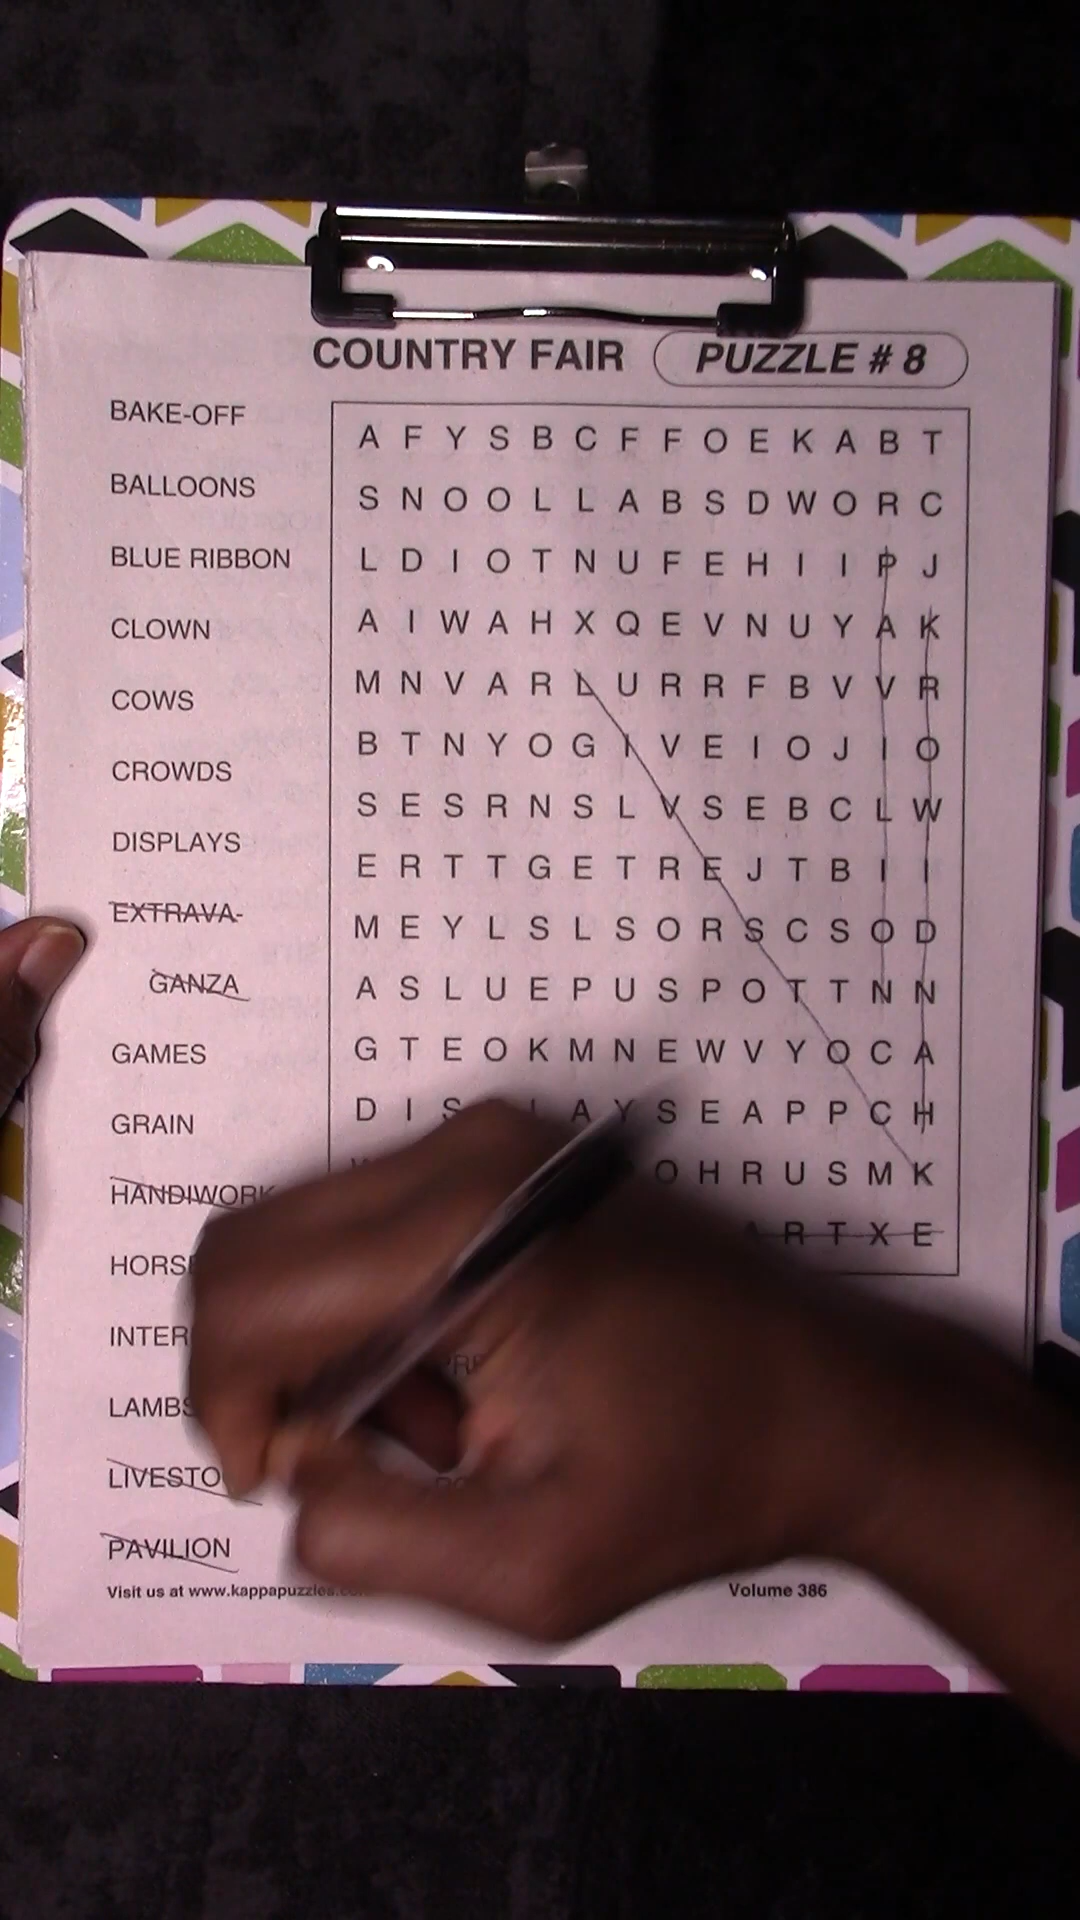 COUNTRY FAIR PUZZLE # 8
BAKE-OFF
BALLOONS
BLUE RIBBON
CLOWN
COWS
CROWDS
DISPLAYS
EXTRAVA-
GANZA
GAMES
GRAIN
HANDIWORK
HORSE
INTER
LAMBS
LIVESTO
PAVILION
A F Y S B C F F O E K A B T
S N O O L L A B S D W O R C
L D I O T N U F E H I I P J
A I W A H X Q E V N U Y A K
M N V A R L U R R F B V V R
B T N Y O G I V E I O J I O
S E S R N S L V S E B C L W
E R T T G E T R E J T B I I
M E Y L S L S O R S C S O D
A S L U E P U S P O T T N N
G T E O K M N E W V Y O C A
D I S L A Y S E A P P C H
O H R U S M K
A R T X E
Visit us at www.kappapuzzles.
Volume 386